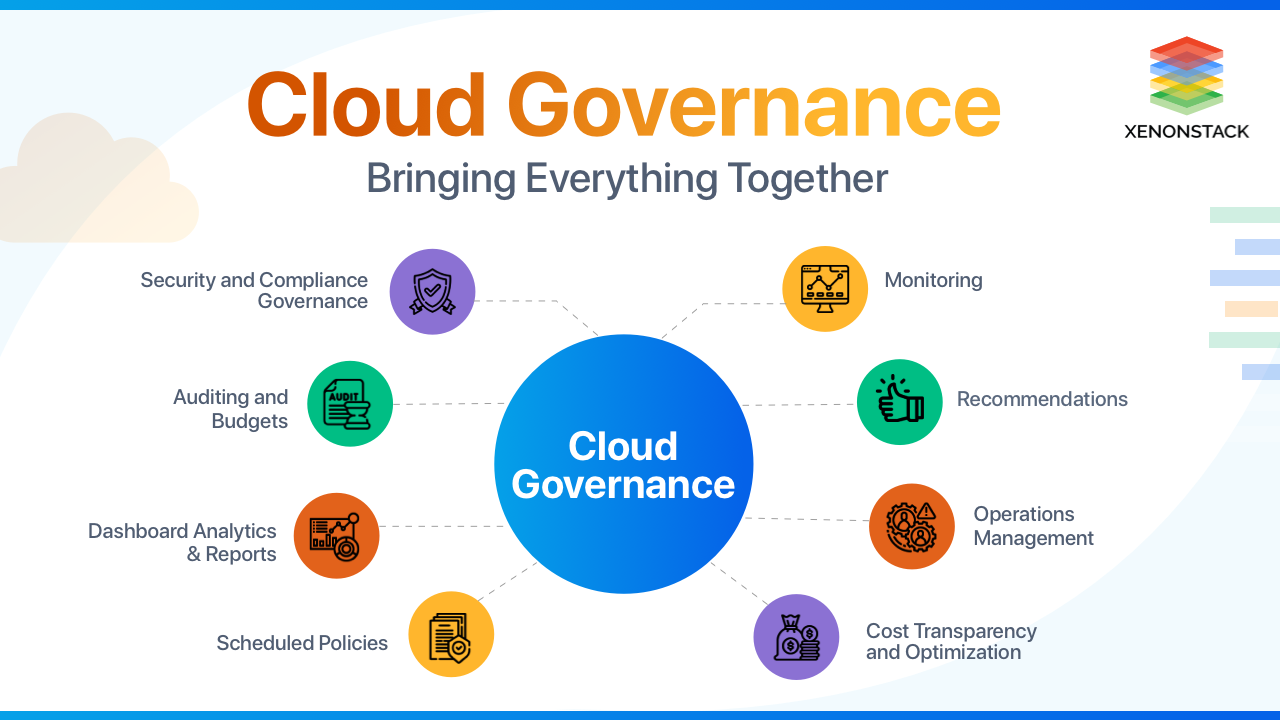 Cloud Governance
Bringing Everything Together
XENONSTACK
Security and Compliance
Governance
Monitoring
Auditing and
Budgets
AUDIT
Recommendations
Cloud
Governance
Dashboard Analytics
& Reports
Operations
Management
Scheduled Policies
Cost Transparency
and Optimization